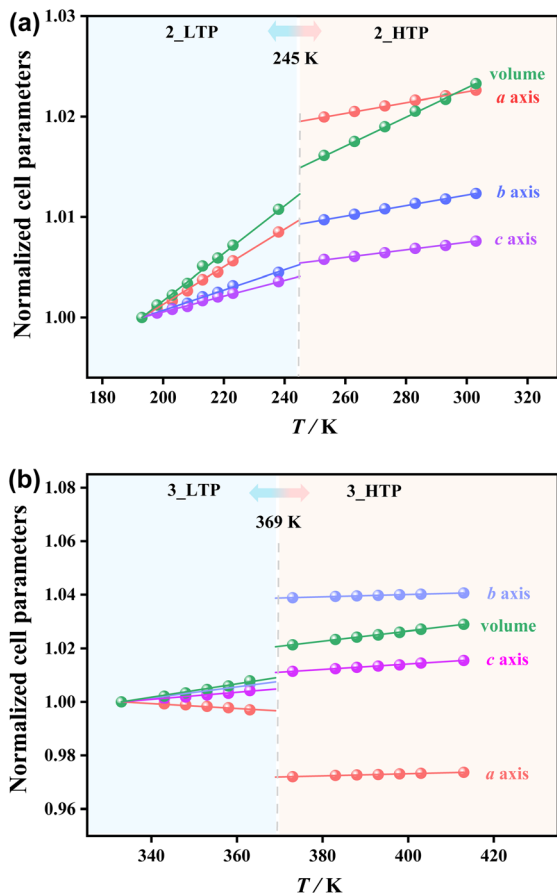 (a)
1.03
1.02
1.01
1.00
Normalized cell parameters
2_LTP
2_HTP
245 K
volume
a axis
b axis
c axis
180
200
220
240
260
280
300
320
T / K
(b)
1.08
1.06
1.04
1.02
1.00
0.98
0.96
Normalized cell parameters
3_LTP
3_HTP
369 K
b axis
volume
c axis
a axis
340
360
380
400
420
T / K